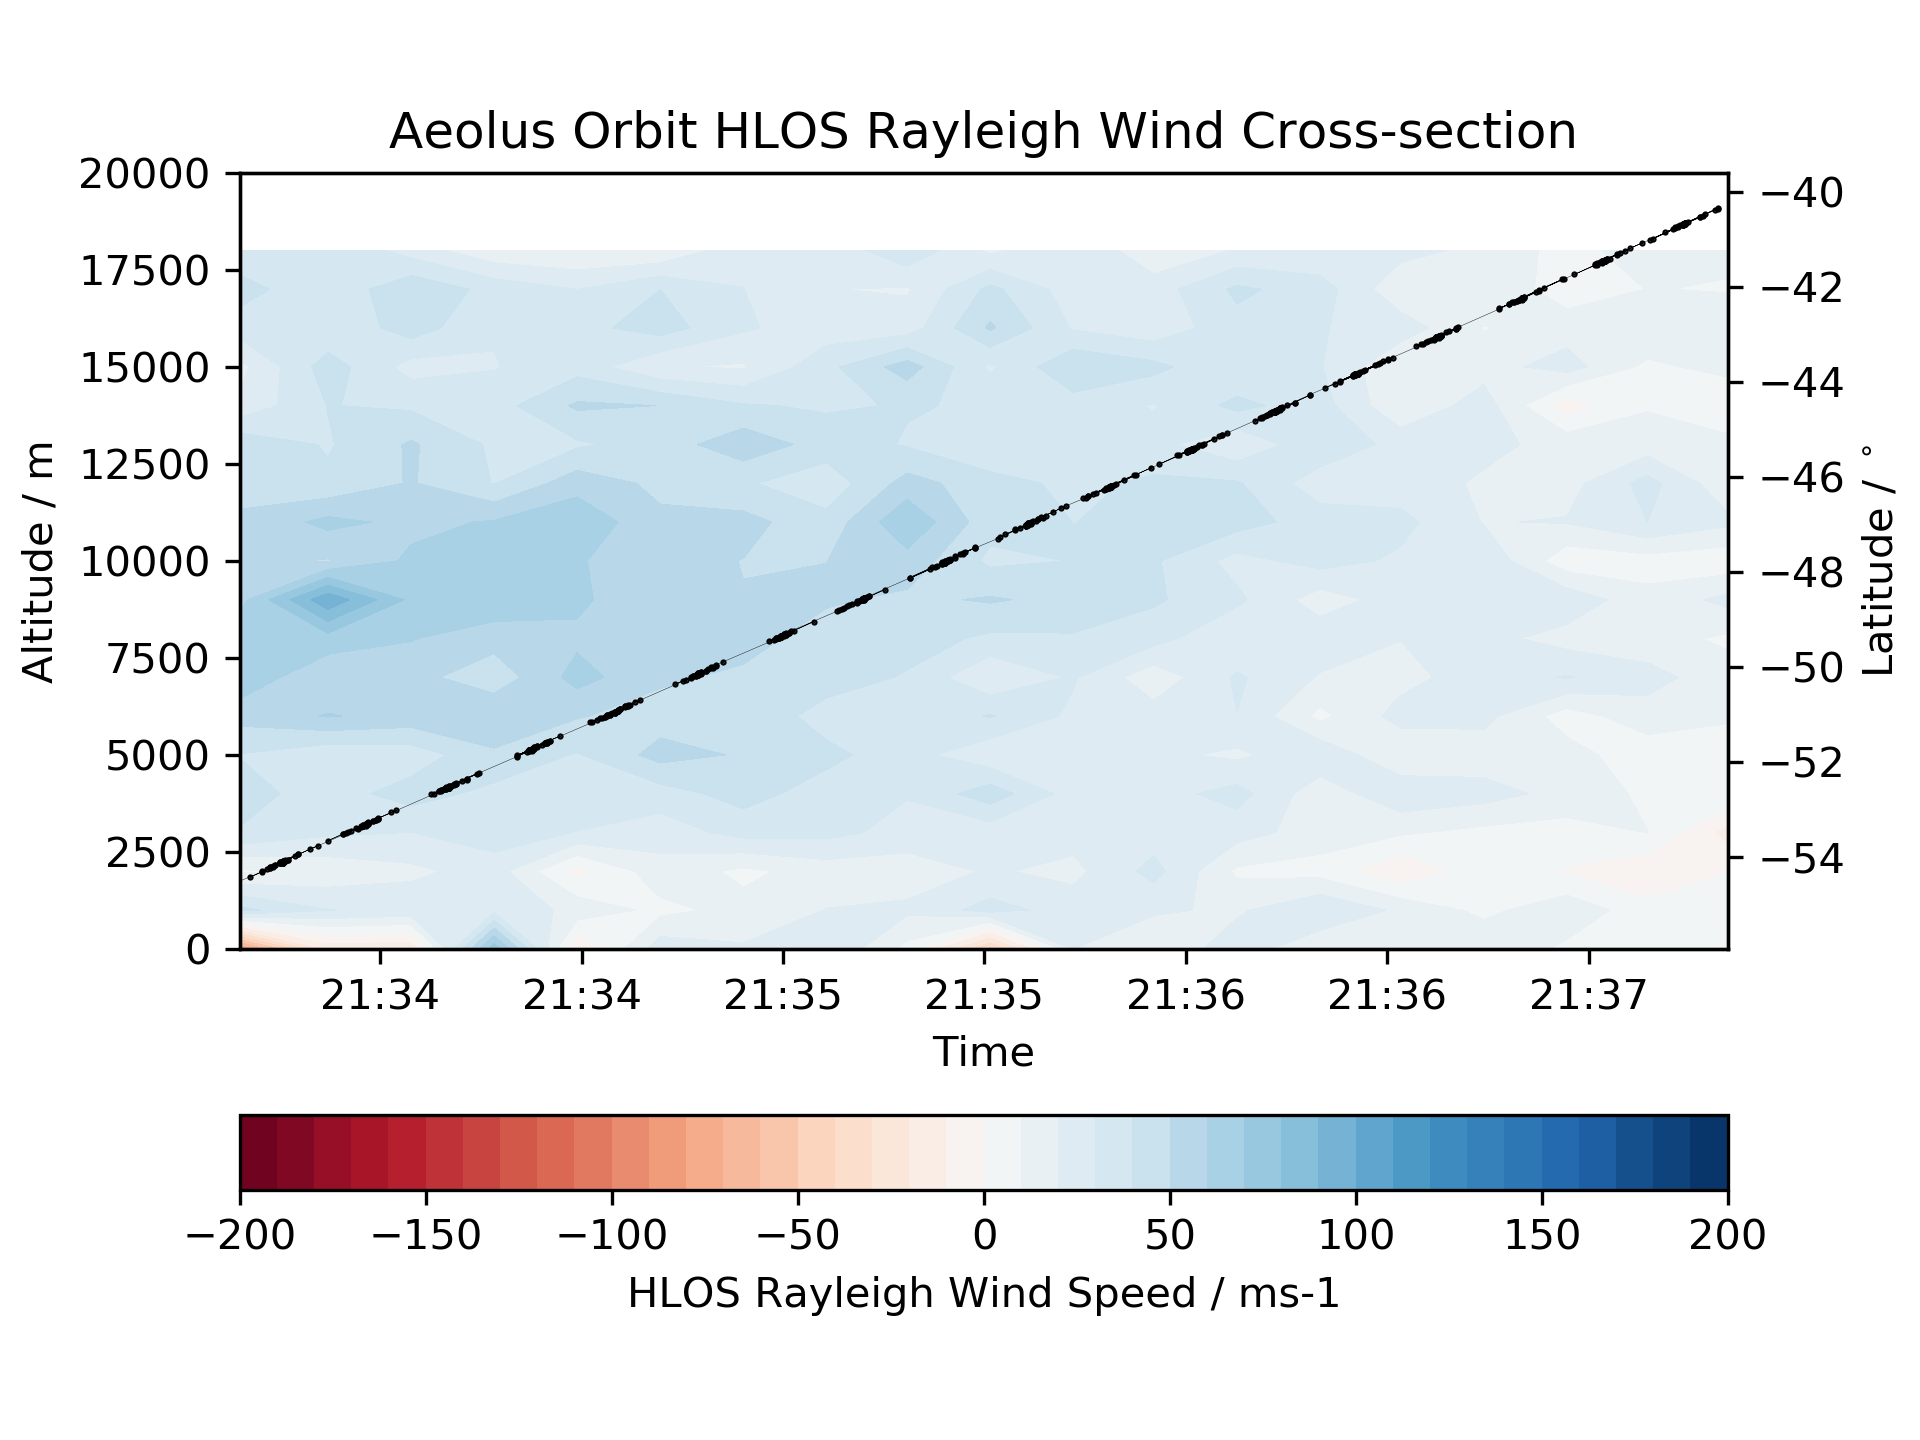 Aeolus Orbit HLOS Rayleigh Wind Cross-section
20000
17500
15000
12500
10000
7500
5000
2500
0
Altitude / m
−40
−42
−44
−46
−48
−50
−52
−54
Latitude / °
21:34 21:34 21:35 21:35 21:36 21:36 21:37
Time
−200 −150 −100 −50 0 50 100 150 200
HLOS Rayleigh Wind Speed / ms-1